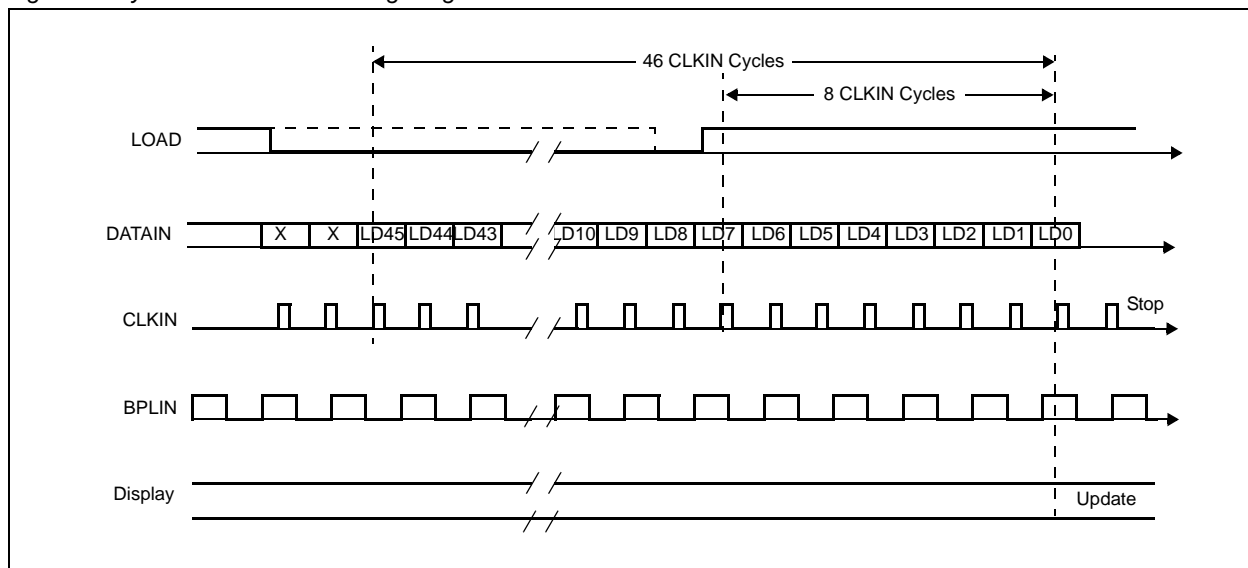 46 CLKIN Cycles
8 CLKIN Cycles
LOAD
DATAIN X X LD45 LD44 LD43 LD10 LD9 LD8 LD7 LD6 LD5 LD4 LD3 LD2 LD1 LD0
CLKIN Stop
BPLIN
Display Update